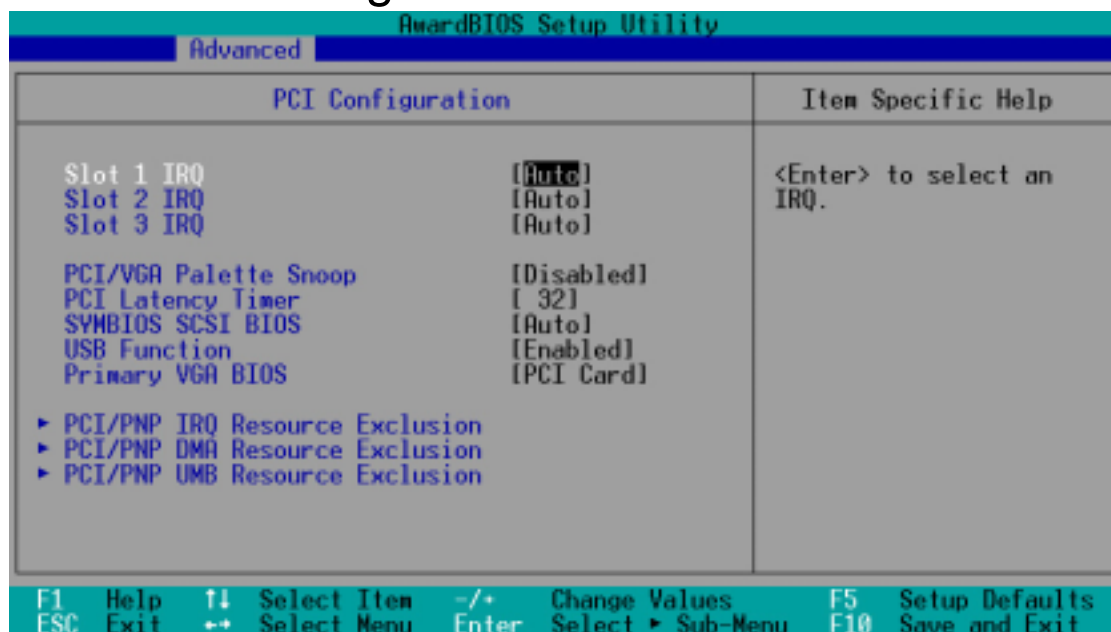 AwardBIOS Setup Utility
Advanced
PCI Configuration
Item Specific Help
Slot 1 IRQ [Auto]
Slot 2 IRQ [Auto]
Slot 3 IRQ [Auto]
<Enter> to select an
IRQ.
PCI/VGA Palette Snoop [Disabled]
PCI Latency Timer [ 32]
SYMBIOS SCSI BIOS [Auto]
USB Function [Enabled]
Primary VGA BIOS [PCI Card]
► PCI/PNP IRQ Resource Exclusion
► PCI/PNP DMA Resource Exclusion
► PCI/PNP UMB Resource Exclusion
F1 Help ↑↓ Select Item -/+ Change Values F5 Setup Defaults
ESC Exit ←→ Select Menu Enter Select ► Sub-Menu F10 Save and Exit